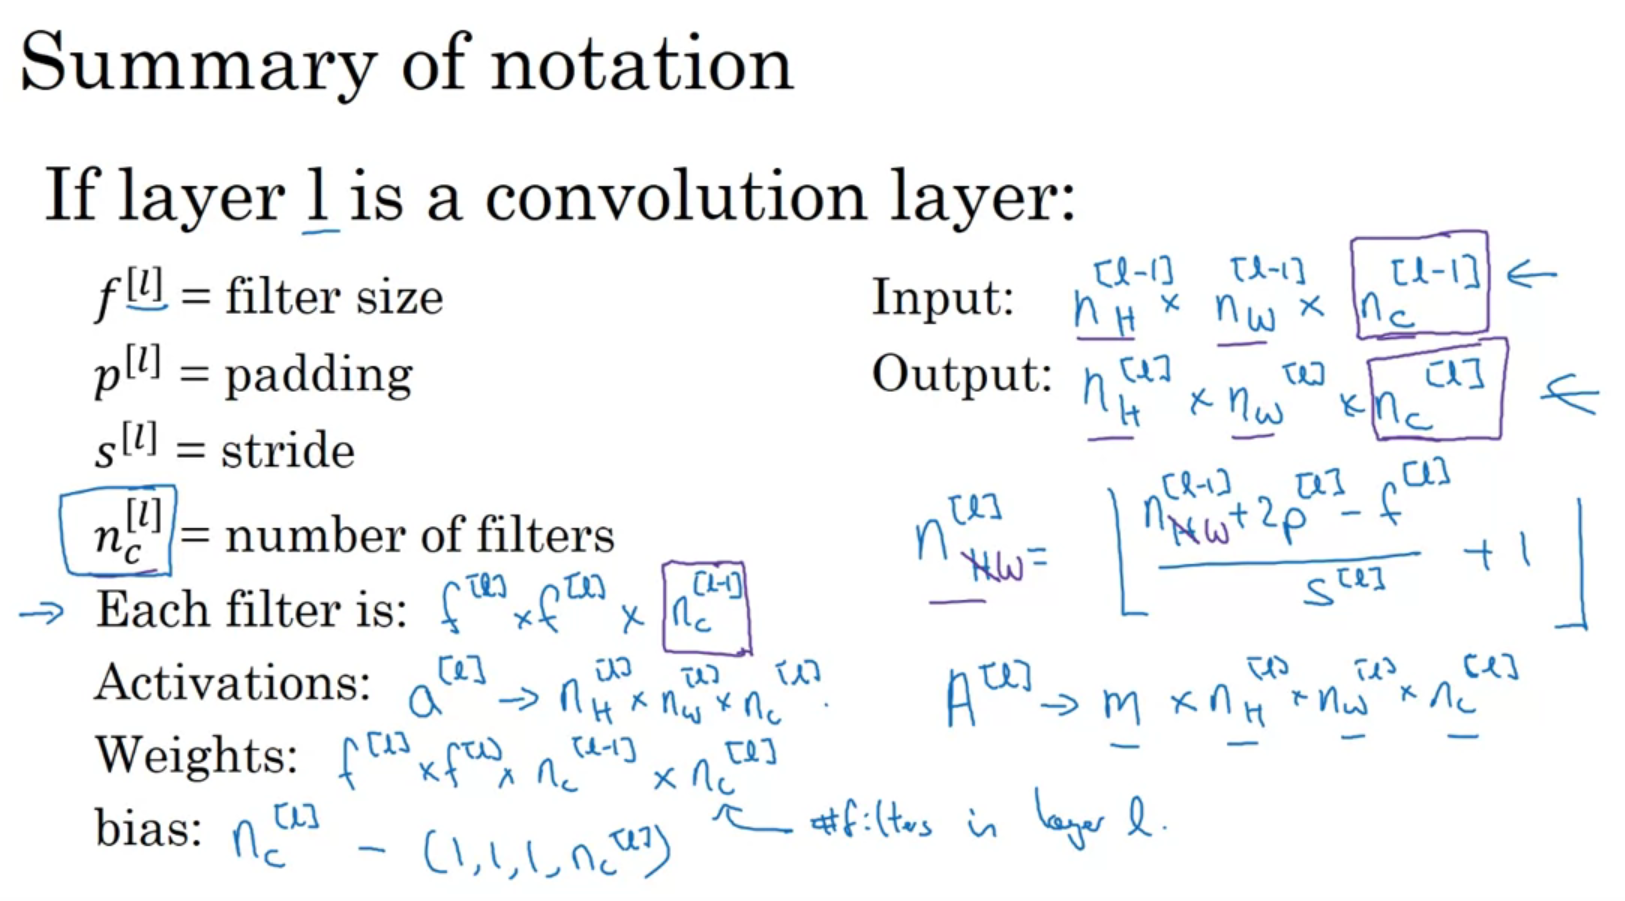 Summary of notation
If layer l is a convolution layer:
f^[l] = filter size
p^[l] = padding
s^[l] = stride
n_c^[l] = number of filters
→ Each filter is: f^[l] × f^[l] × n_c^[l-1]
Activations: a^[l] → n_H^[l] × n_W^[l] × n_c^[l].
Weights: f^[l] × f^[l] × n_c^[l-1] × n_c^[l]
bias: n_c^[l] - (1,1,1,n_c^[l])
#filters in layer l.
Input: n_H^[l-1] × n_W^[l-1] × n_c^[l-1] ←
Output: n_H^[l] × n_W^[l] × n_c^[l] ←
n_W^[l] = ⌊ (n_W^[l-1] + 2p^[l] - f^[l]) / s^[l] + 1 ⌋
A^[l] → m × n_H^[l] × n_W^[l] × n_c^[l]